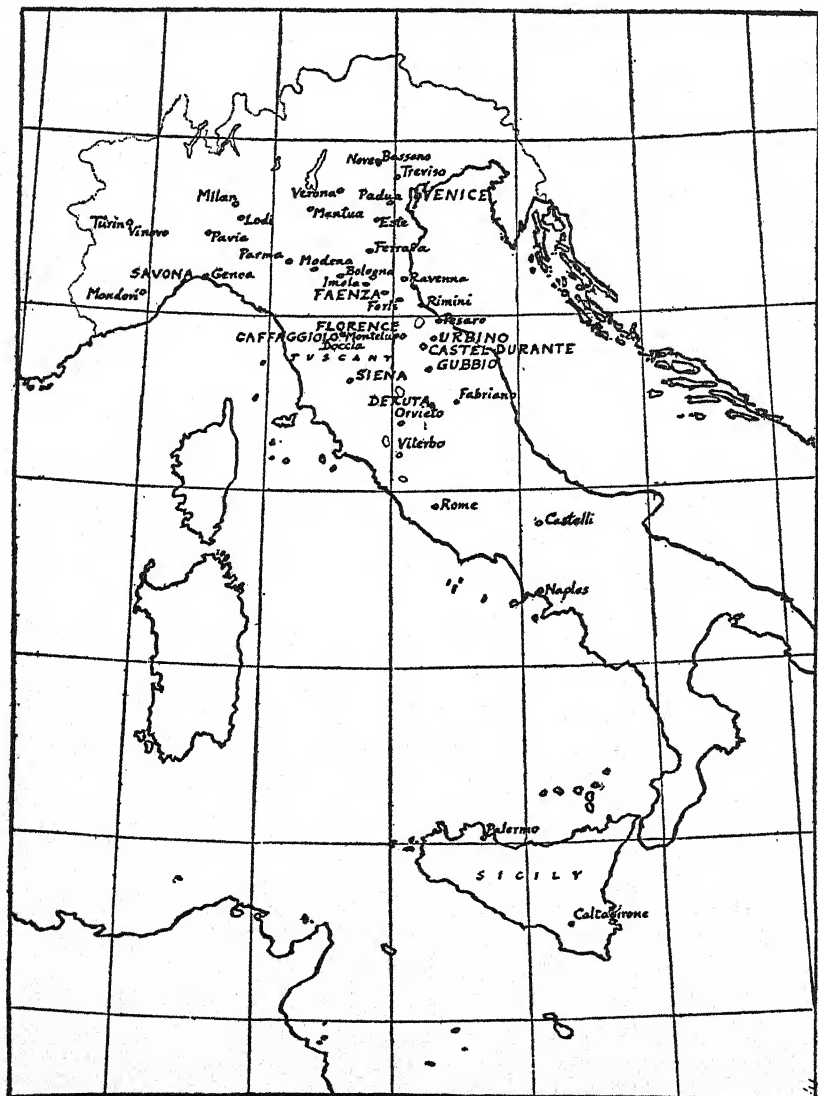 Nove Bassano
Treviso
Verona
Padua VENICE
Milan
Mantua
Lodi
Este
Turin
Vinovo
Pavia
Ferrara
Parma
Modena
Bologna
SAVONA Genoa
Imola
Ravenna
Mondovi
FAENZA
Forli
Rimini
Pesaro
FLORENCE
CAFFAGGIOLO Montelupo
URBINO
Doccia
CASTEL DURANTE
TUSCANY
GUBBIO
SIENA
DERUTA
Fabriano
Orvieto
Viterbo
Rome
Castelli
Naples
Palermo
SICILY
Caltagirone